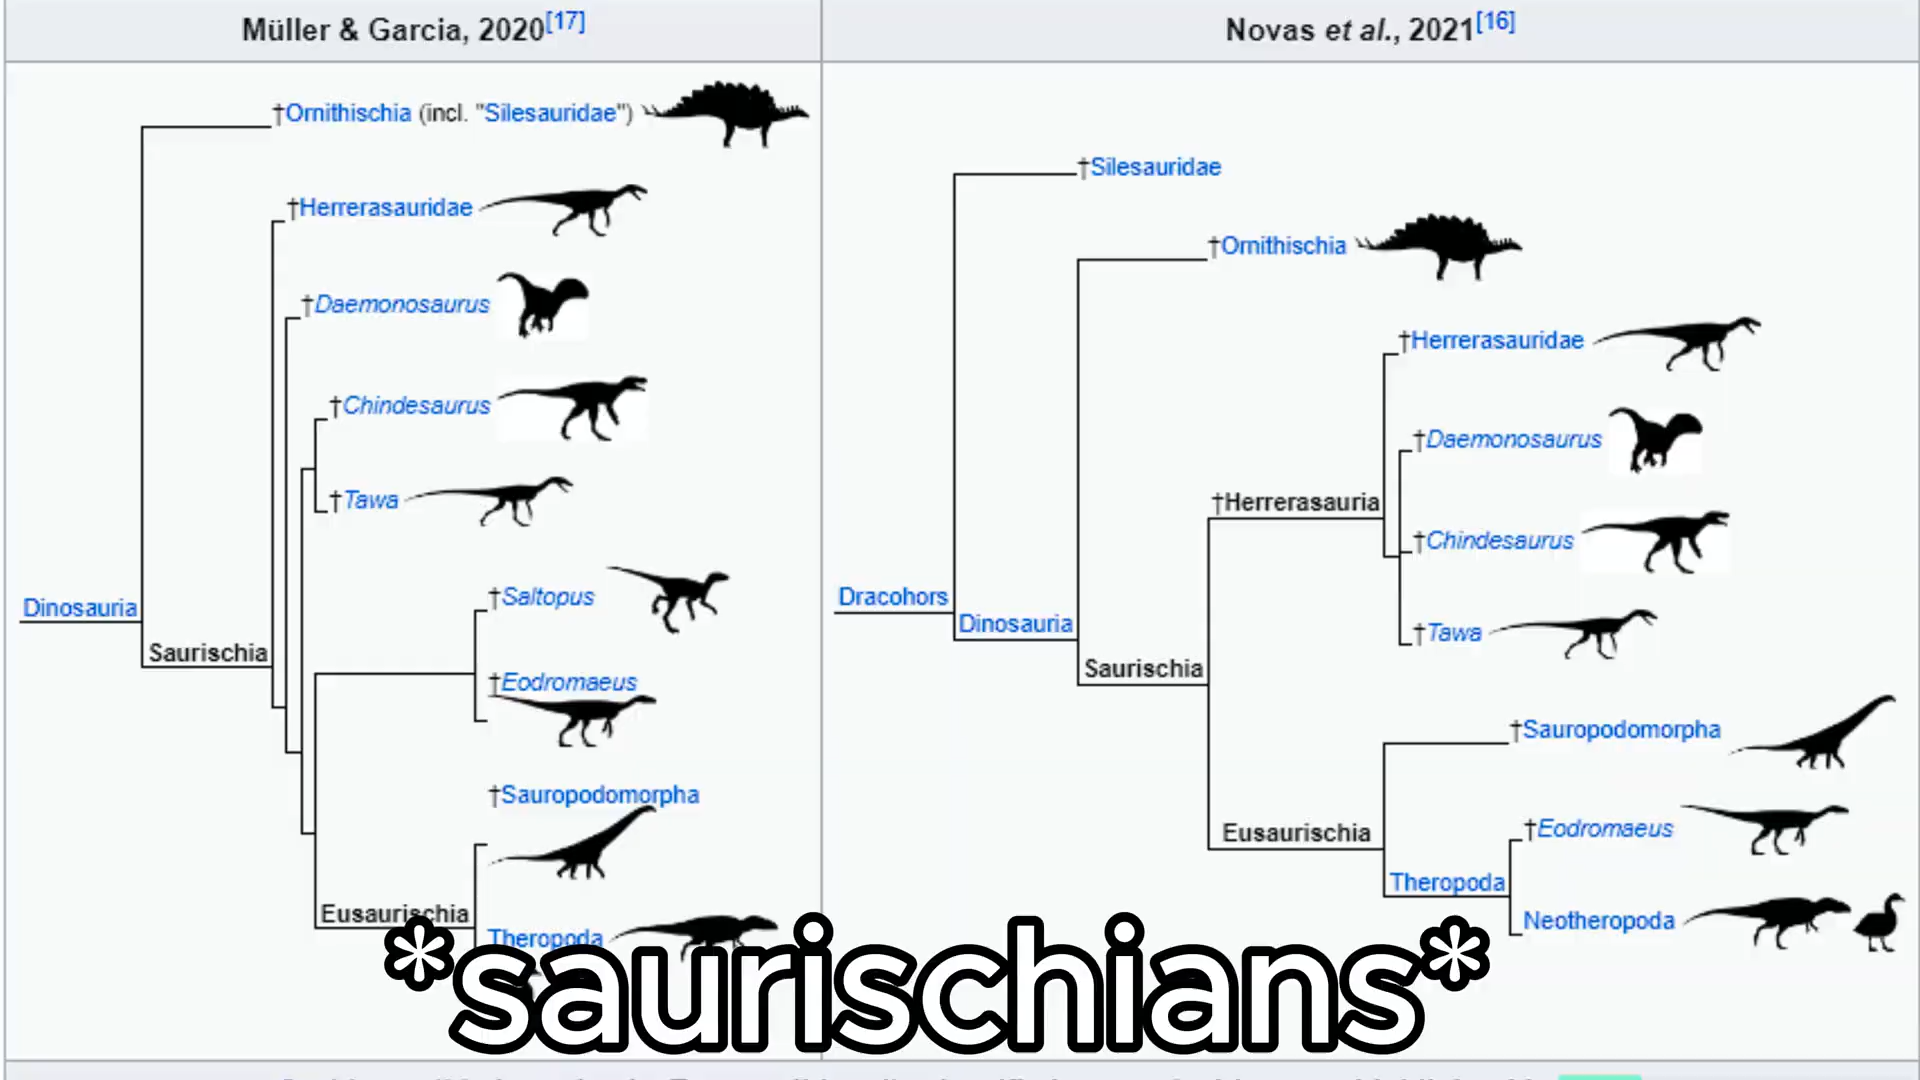 Müller & Garcia, 2020[17]
†Ornithischia (incl. "Silesauridae")
†Herrerasauridae
†Daemonosaurus
†Chindesaurus
†Tawa
†Saltopus
Dinosauria
Saurischia
†Eodromaeus
†Sauropodomorpha
Eusaurischia
Theropoda
Novas et al., 2021[16]
†Silesauridae
†Ornithischia
†Herrerasauridae
†Daemonosaurus
†Herrerasauria
†Chindesaurus
Dracohors
Dinosauria
†Tawa
Saurischia
†Sauropodomorpha
Eusaurischia
†Eodromaeus
Theropoda
Neotheropoda
*saurischians*